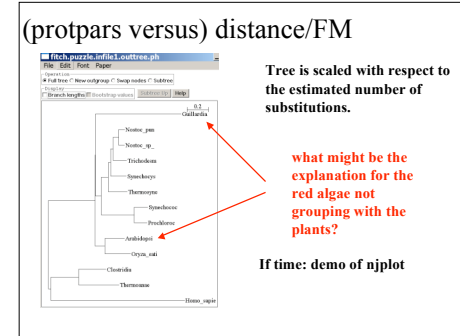 (protpars versus) distance/FM
fitch.puzzle.infile1.outtree.ph
File Edit Font Paper
Operation
Full tree New outgroup Swap nodes Subtree
Display
Branch lengths Bootstrap values Subtree Up Help
0.2
Guillardia
Nostoc_pun
Nostoc_sp_
Trichodesm
Synechocys
Thermosyne
Synechococ
Prochloroc
Arabidopsi
Oryza_sati
Clostridia
Thermoanae
Homo_sapie
Tree is scaled with respect to
the estimated number of
substitutions.
what might be the
explanation for the
red algae not
grouping with the
plants?
If time: demo of njplot